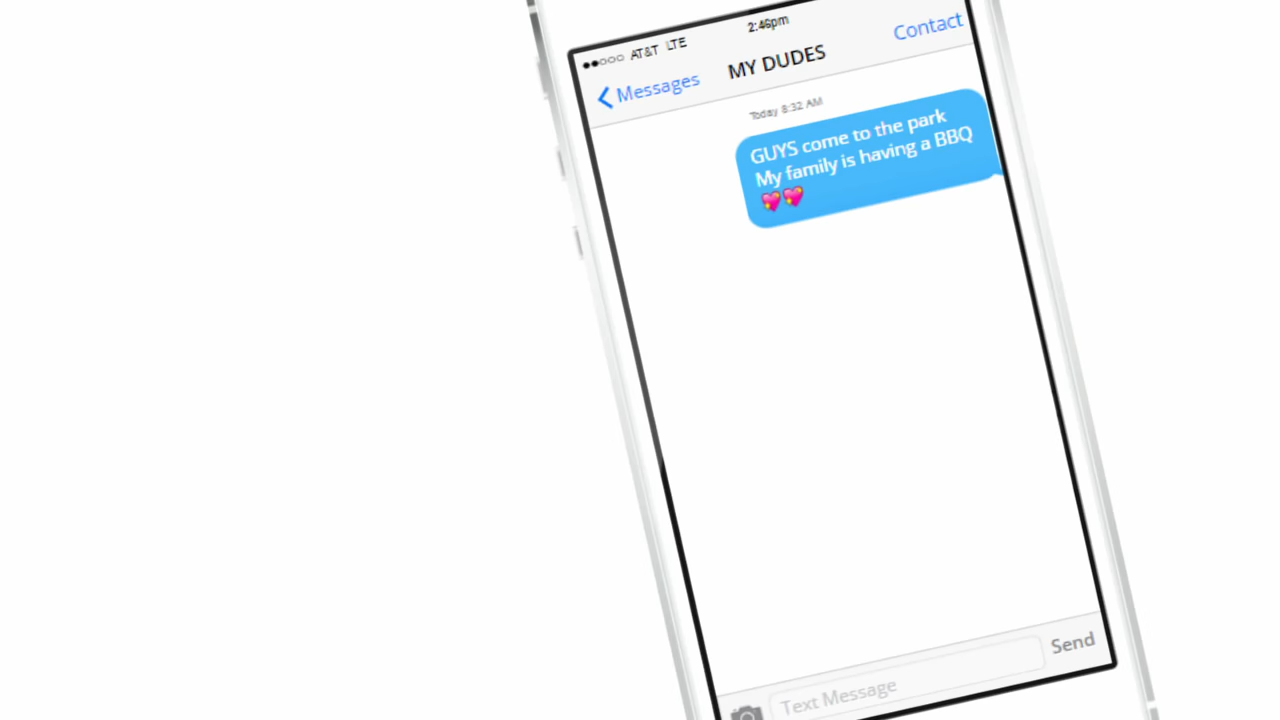 AT&T LTE 2:46pm
Messages MY DUDES Contact
Today 8:32 AM
GUYS come to the park
My family is having a BBQ
💖💖
Text Message Send